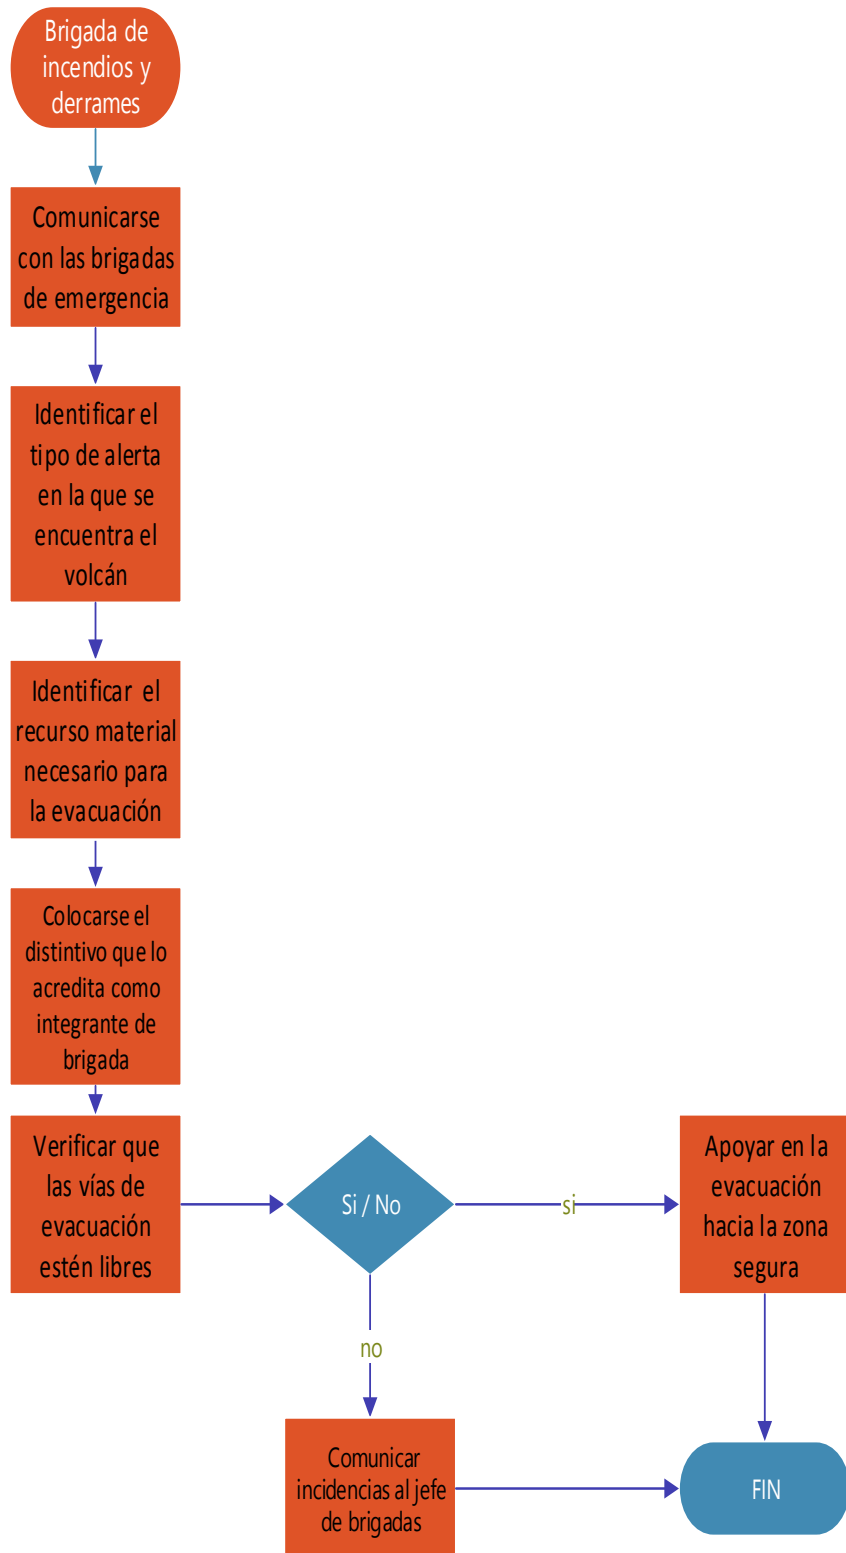 Brigada de
incendios y
derrames
Comunicarse
con las brigadas
de emergencia
Identificar el
tipo de alerta
en la que se
encuentra el
volcán
Identificar el
recurso material
necesario para
la evacuación
Colocarse el
distintivo que lo
acredita como
integrante de
brigada
Verificar que
las vías de
evacuación
estén libres
Si / No
si
Apoyar en la
evacuación
hacia la zona
segura
no
Comunicar
incidencias al jefe
de brigadas
FIN